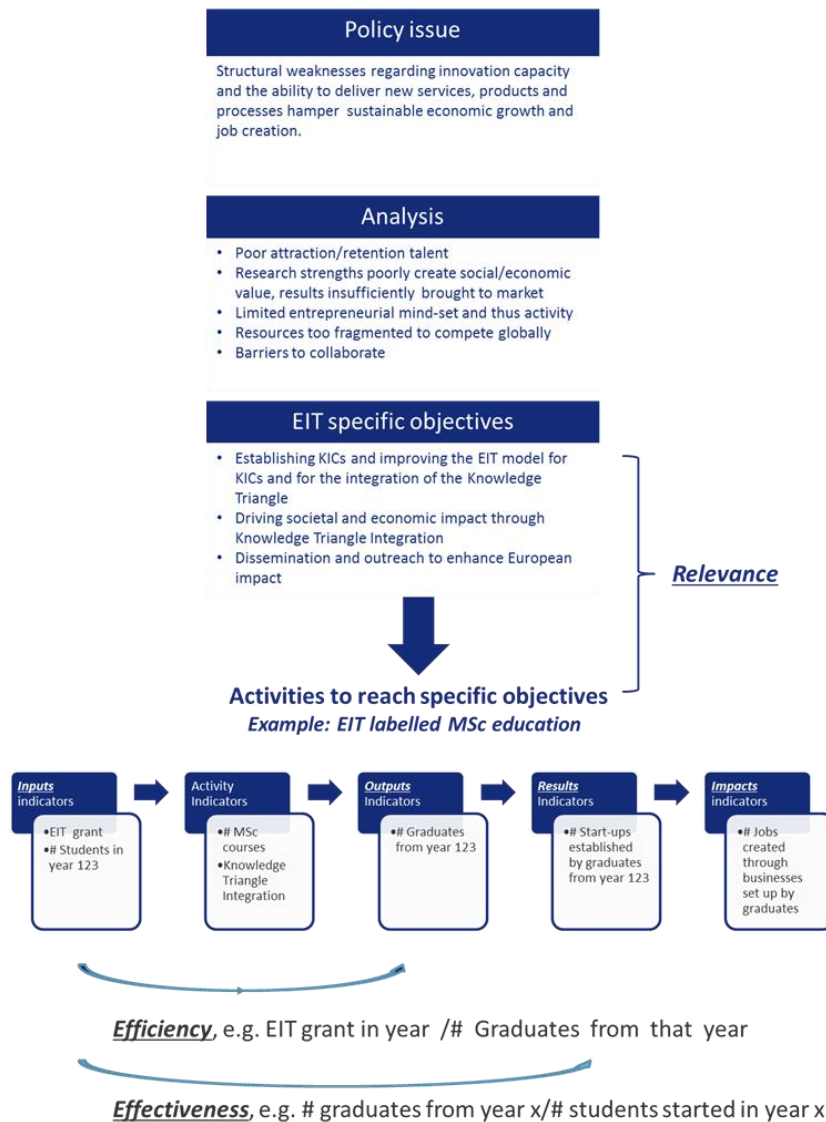 Policy issue
Structural weaknesses regarding innovation capacity
and the ability to deliver new services, products and
processes hamper sustainable economic growth and
job creation.
Analysis
• Poor attraction/retention talent
• Research strengths poorly create social/economic
value, results insufficiently brought to market
• Limited entrepreneurial mind-set and thus activity
• Resources too fragmented to compete globally
• Barriers to collaborate
EIT specific objectives
• Establishing KICs and improving the EIT model for
KICs and for the integration of the Knowledge
Triangle
• Driving societal and economic impact through
Knowledge Triangle Integration
• Dissemination and outreach to enhance European
impact
Relevance
Activities to reach specific objectives
Example: EIT labelled MSc education
Inputs
indicators
•EIT grant
•# Students in
year 123
Activity
Indicators
•# MSc
courses
•Knowledge
Triangle
Integration
Outputs
Indicators
•# Graduates
from year 123
Results
Indicators
•# Start-ups
established
by graduates
from year 123
Impacts
indicators
•# Jobs
created
through
businesses
set up by
graduates
Efficiency, e.g. EIT grant in year /# Graduates from that year
Effectiveness, e.g. # graduates from year x/# students started in year x